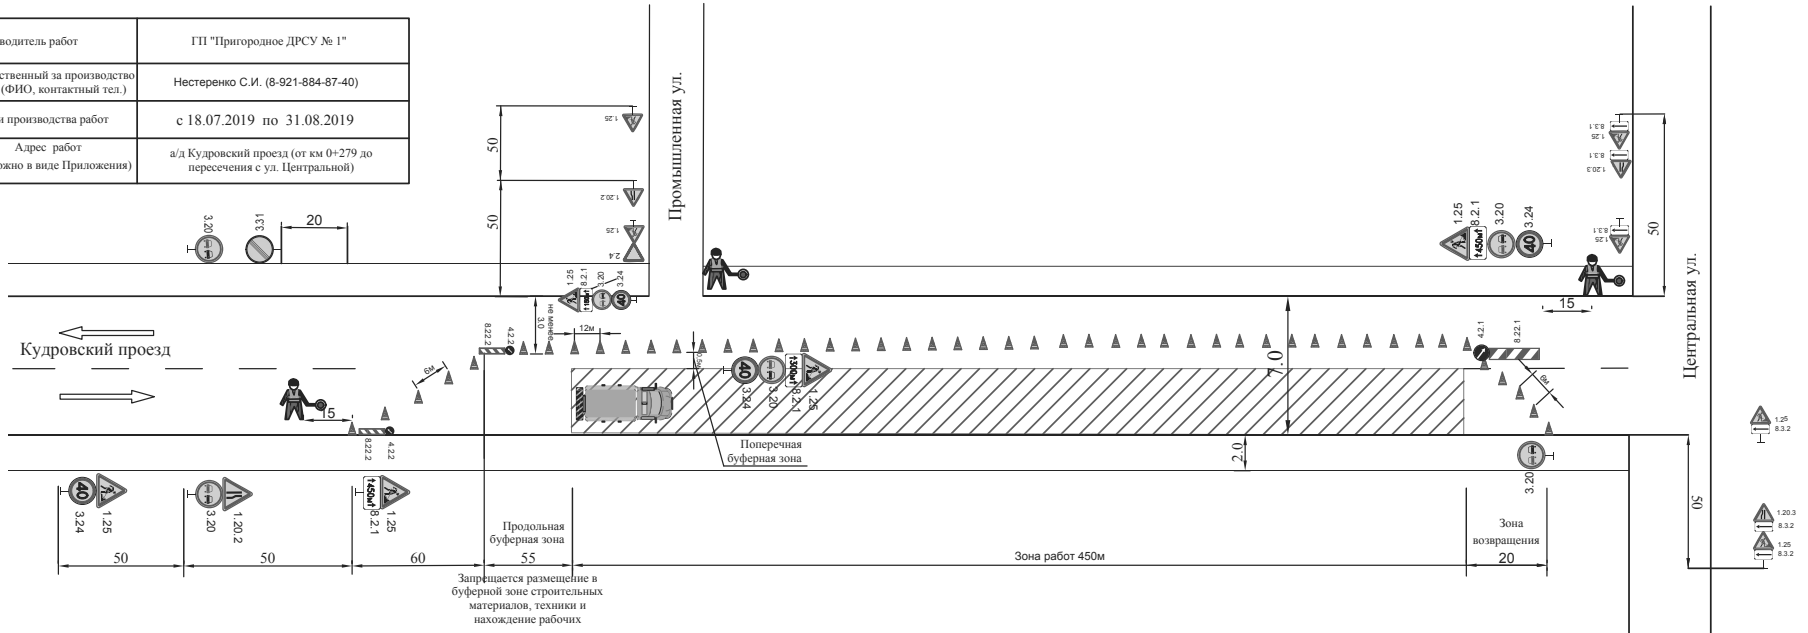 водитель работ
ГП "Пригородное ДРСУ № 1"
ственный за производство
(ФИО, контактный тел.)
Нестеренко С.И. (8-921-884-87-40)
и производства работ
с 18.07.2019 по 31.08.2019
Адрес работ
ожно в виде Приложения)
а/д Кудровский проезд (от км 0+279 до
пересечения с ул. Центральной)
3.20
3.31
20
50
50
1.25
1.20.2
1.25
2.4
Промышленная ул.
1.25
8.2.1
3.20
3.24
40
не менее
3.0
12м
1.25
8.2.1
3.20
3.24
450м
40
8.3.1
1.25
8.3.1
1.20.3
8.3.1
1.25
50
15
Центральная ул.
Кудровский проезд
8.22.2
4.2.2
6м
15
8.22.2
4.2.2
40
300м
3.24
3.20
8.2.1
1.25
7.0
4.2.1
8.22.1
6м
Поперечная
буферная зона
2.0
3.20
1.25
8.3.2
50
1.20.3
8.3.2
1.25
8.3.2
40
3.24
1.25
3.20
1.20.2
450м
8.2.1
1.25
50
50
60
Продольная
буферная зона
55
Зона работ 450м
Зона
возвращения
20
Запрещается размещение в
буферной зоне строительных
материалов, техники и
нахождение рабочих